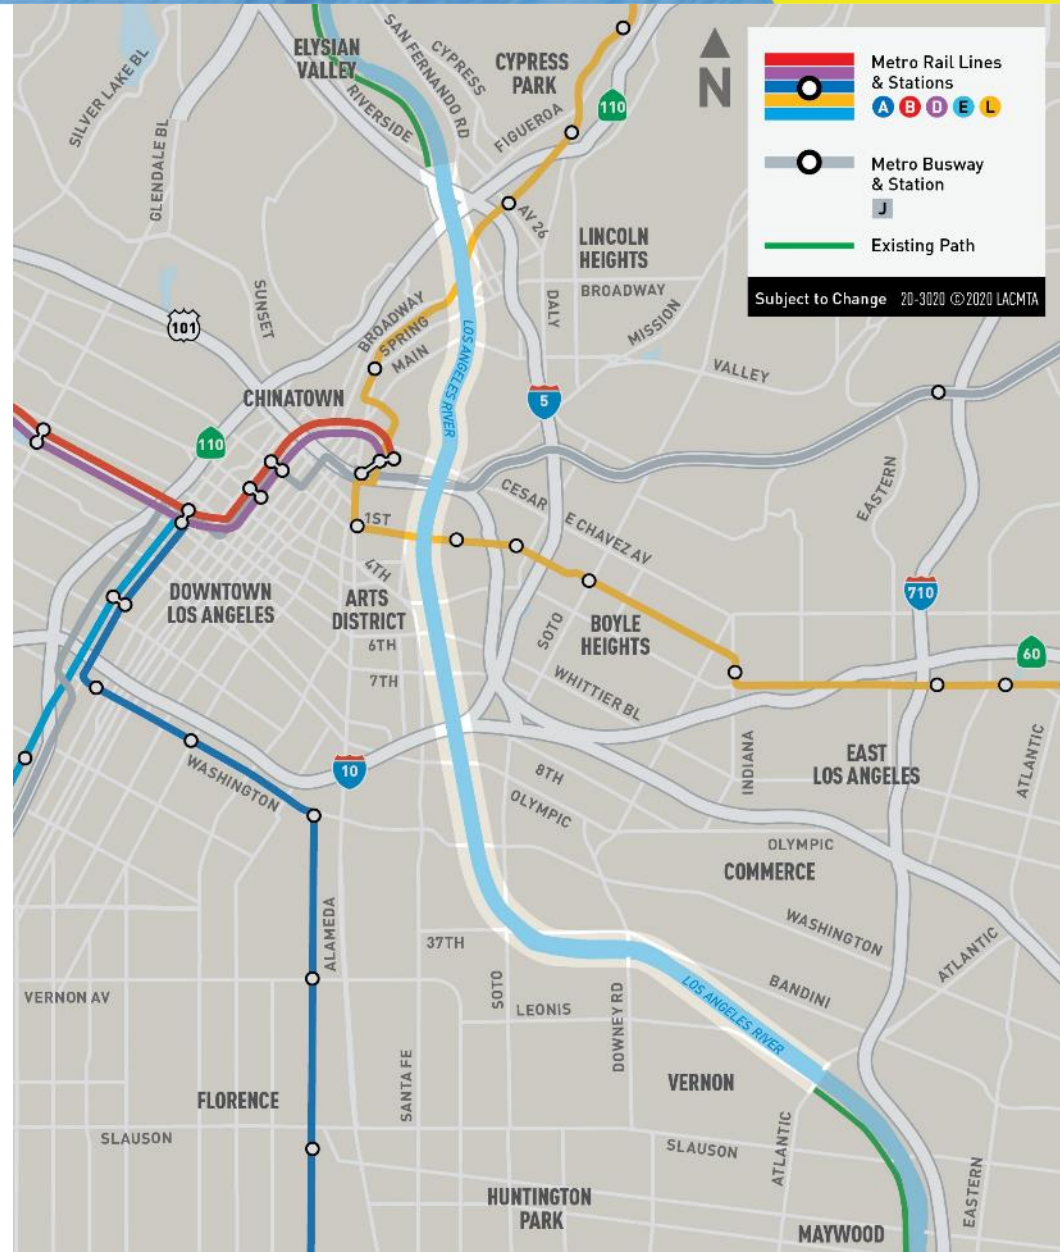 ELYSIAN
VALLEY
SAN FERNANDO RD
CYPRESS
CYPRESS
PARK
SILVER LAKE BL
GLENDALE BL
RIVERSIDE
FIGUEROA
110
N
Metro Rail Lines
& Stations
A B D E L
Metro Busway
& Station
J
Existing Path
Subject to Change 20-3020 ©2020 LACMTA
AV 26
LINCOLN
HEIGHTS
BROADWAY
DALY
MISSION
VALLEY
SUNSET
101
BROADWAY
SPRING
MAIN
LOS ANGELES RIVER
CHINATOWN
110
5
CESAR E CHAVEZ AV
EASTERN
1ST
4TH
DOWNTOWN
LOS ANGELES
ARTS
DISTRICT
6TH
7TH
SOTO
BOYLE
HEIGHTS
WHITTIER BL
710
60
WASHINGTON
10
8TH
OLYMPIC
INDIANA
EAST
LOS ANGELES
ATLANTIC
OLYMPIC
COMMERCE
WASHINGTON
ATLANTIC
ALAMEDA
37TH
SOTO
LEONIS
DOWNEY RD
BANDINI
LOS ANGELES RIVER
VERNON AV
FLORENCE
SANTA FE
VERNON
SLAUSON
SLAUSON
ATLANTIC
EASTERN
HUNTINGTON
PARK
MAYWOOD